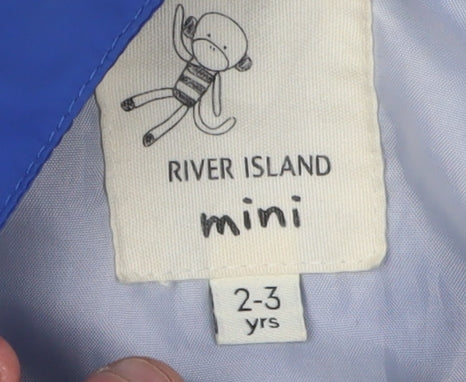 RIVER ISLAND
mini
2-3
yrs